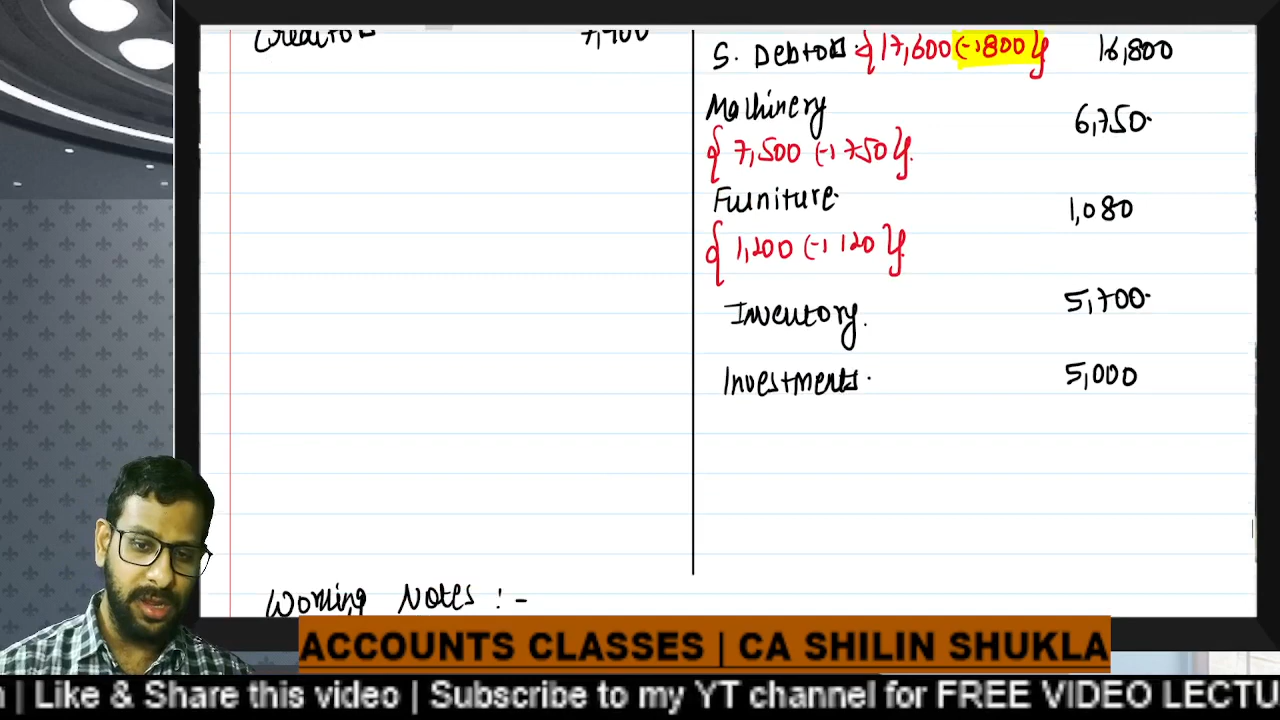 Creditors 7,400
S. Debtors. {17,600 (-) 800} 16,800
Machinery 6,750
{7,500 (-) 750}.
Furniture 1,080
{1,200 (-) 120}.
Inventory. 5,700
Investments. 5,000
Working Notes :-
ACCOUNTS CLASSES | CA SHILIN SHUKLA
| Like & Share this video | Subscribe to my YT channel for FREE VIDEO